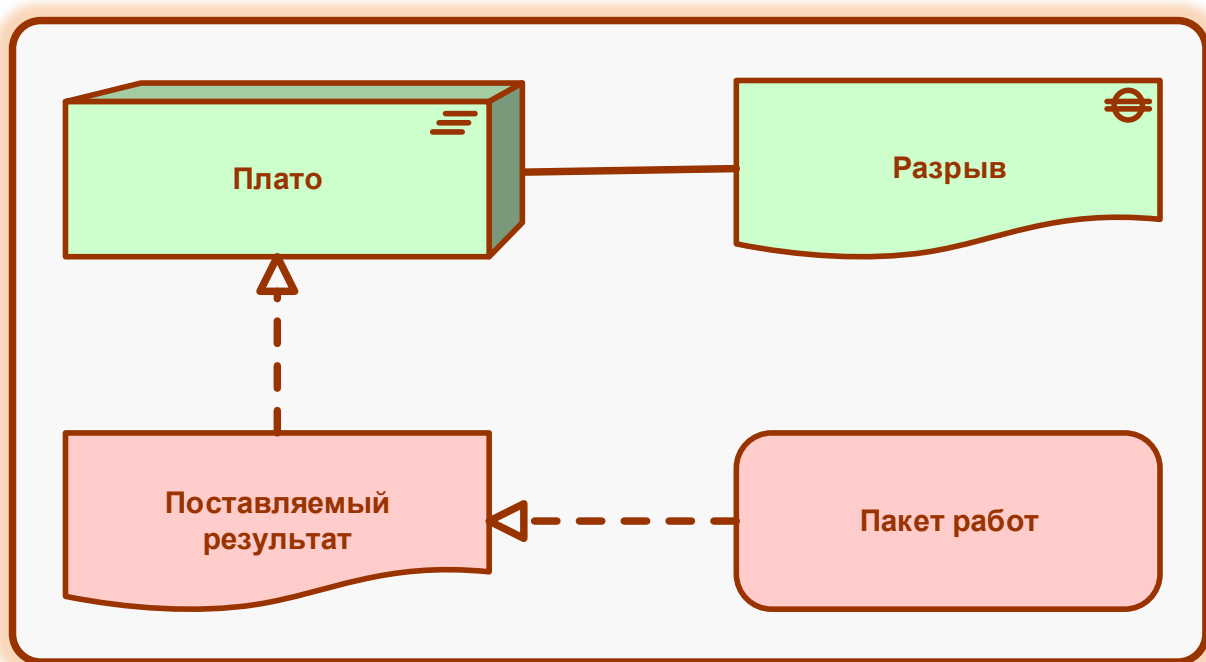 Плато
Разрыв
Поставляемый
результат
Пакет работ